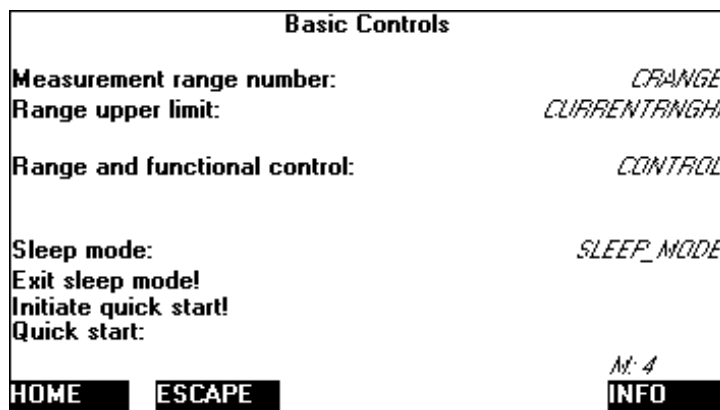 Basic Controls
Measurement range number: CRANGE
Range upper limit: CURRENTRNGHI
Range and functional control: CONTROL
Sleep mode: SLEEP_MODE
Exit sleep mode!
Initiate quick start!
Quick start:
M: 4
HOME ESCAPE INFO